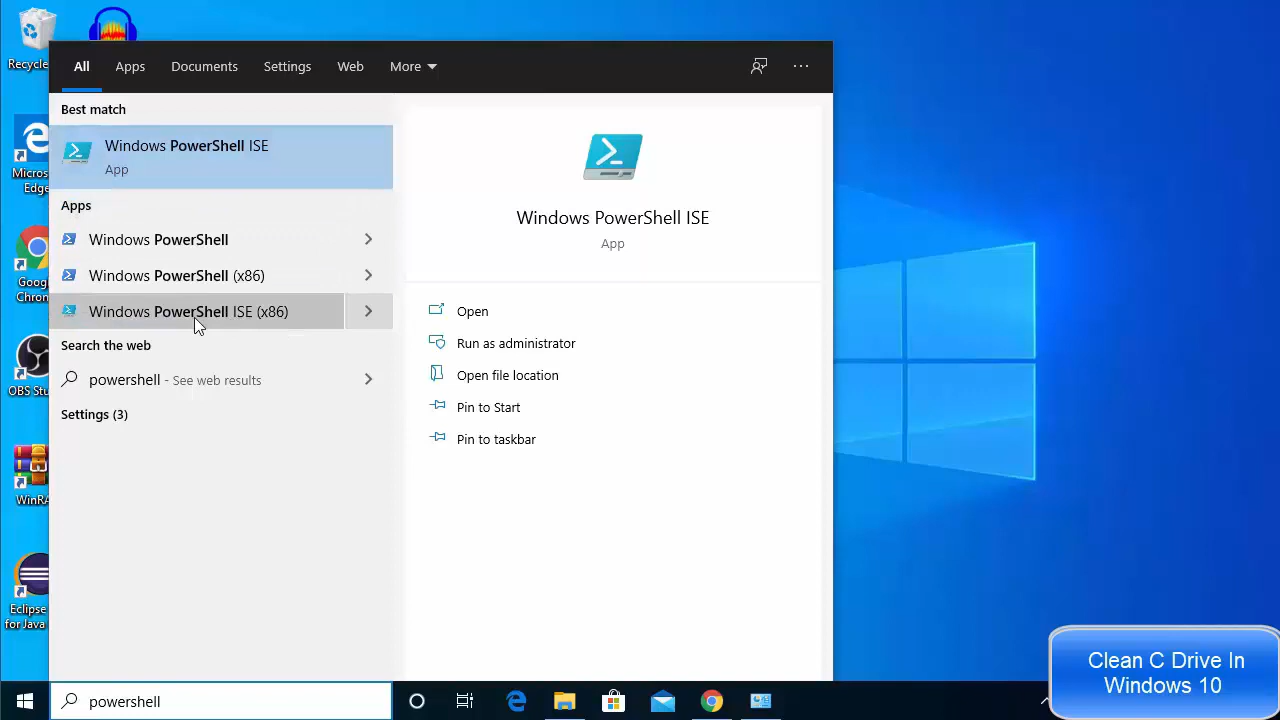 Recycle
All
Apps
Documents
Settings
Web
More
...
Best match
Windows PowerShell ISE
App
Apps
Windows PowerShell
Windows PowerShell (x86)
Windows PowerShell ISE (x86)
Search the web
powershell - See web results
Settings (3)
Windows PowerShell ISE
App
Open
Run as administrator
Open file location
Pin to Start
Pin to taskbar
Micros
Edge
Goog
Chron
OBS Stu
WinRA
Eclipse
for Java
powershell
Clean C Drive In
Windows 10